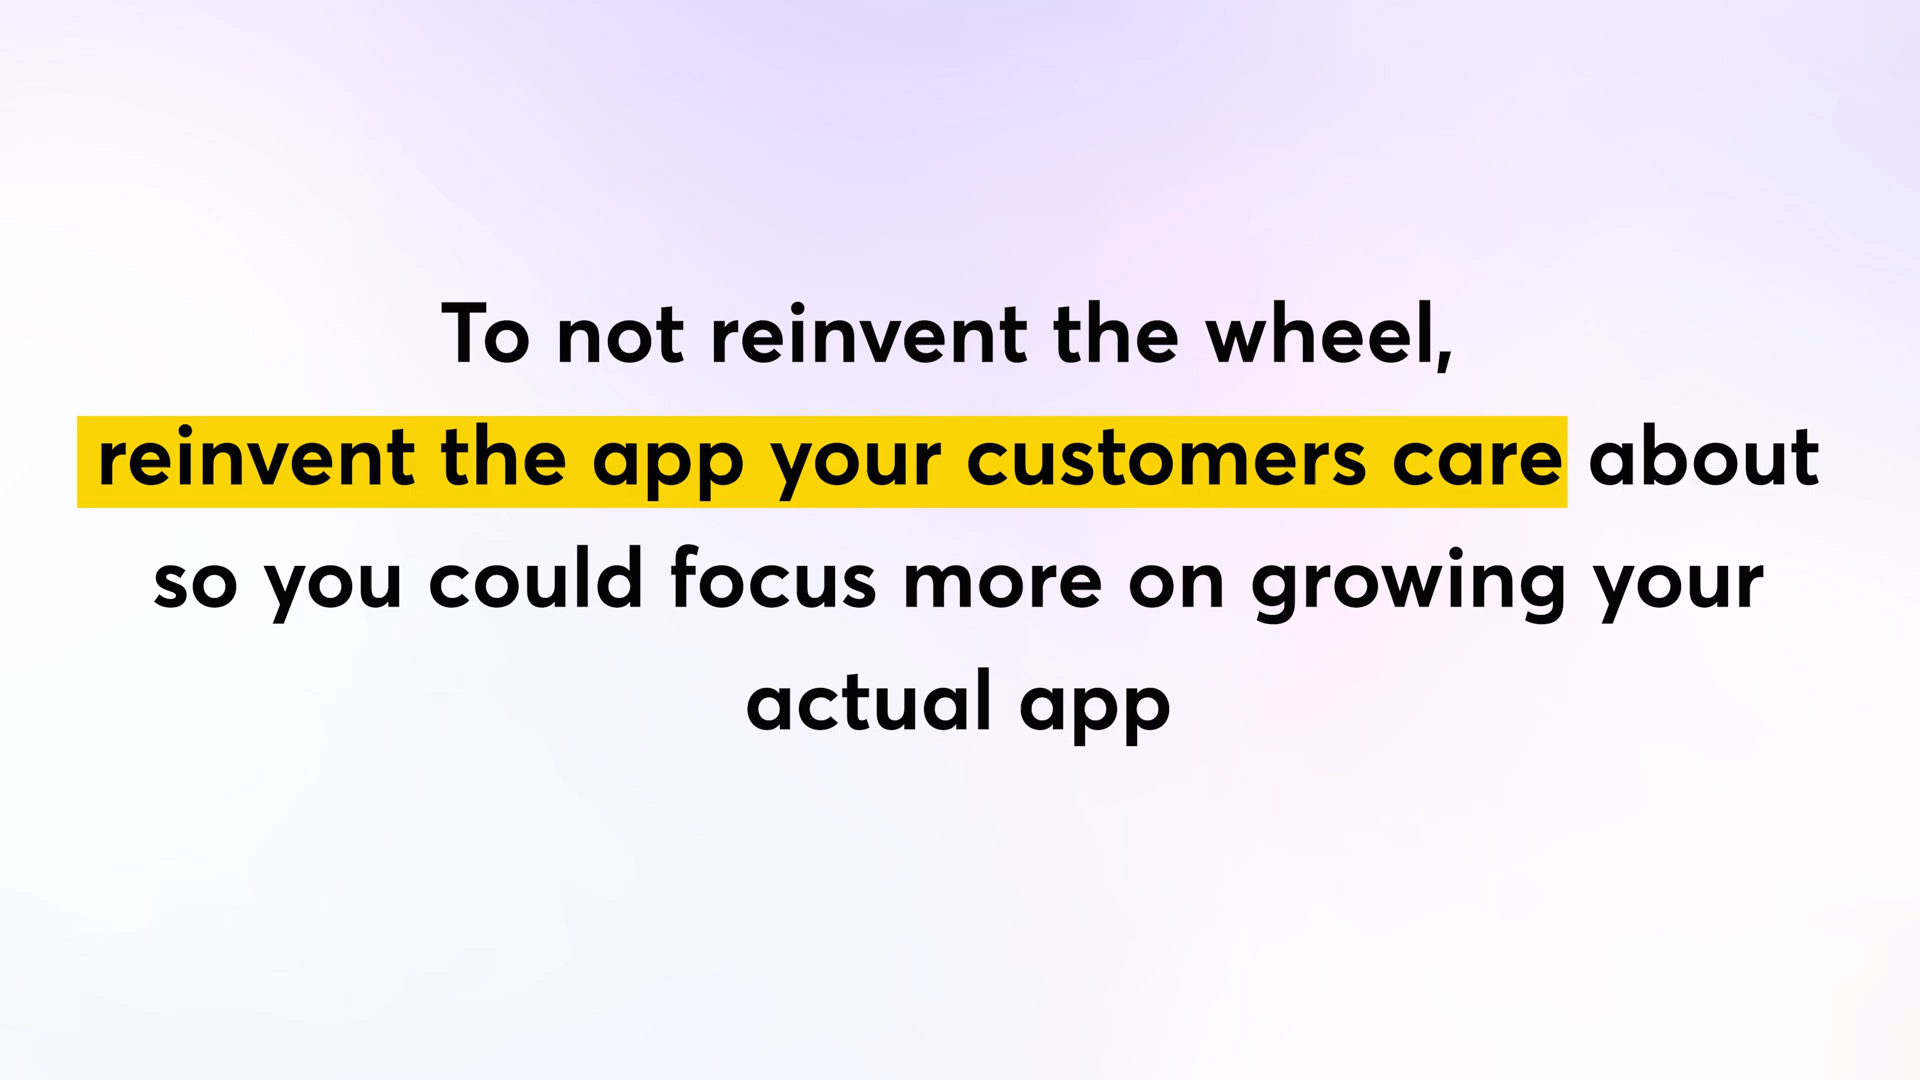 To not reinvent the wheel,
reinvent the app your customers care about
so you could focus more on growing your
actual app